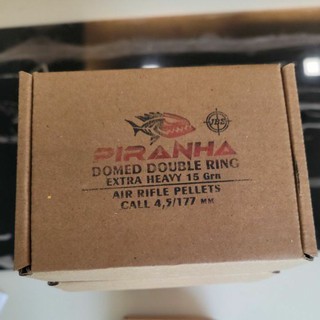 PIRANHA
DOMED DOUBLE RING
EXTRA HEAVY 15 Grn
AIR RIFLE PELLETS
CALL 4,5/177 MM